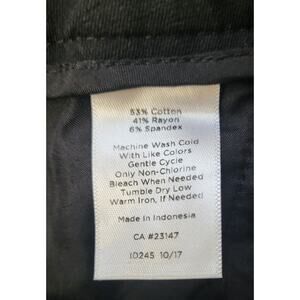 53% Cotton
41% Rayon
6% Spandex
Machine Wash Cold
With Like Colors
Gentle Cycle
Only Non-Chlorine
Bleach When Needed
Tumble Dry Low
Warm Iron, If Needed
Made in Indonesia
CA #23147
ID245 10/17